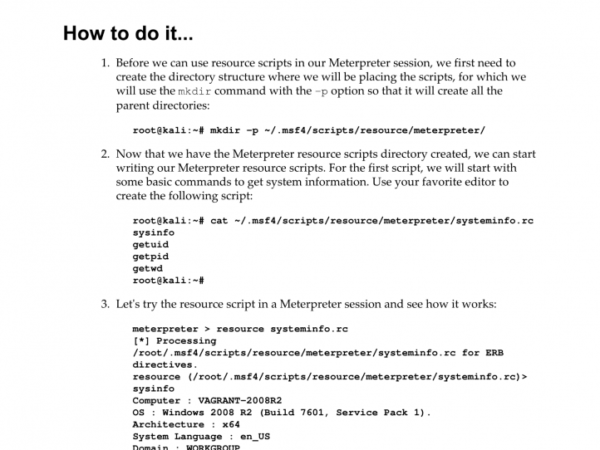 How to do it...
1. Before we can use resource scripts in our Meterpreter session, we first need to
create the directory structure where we will be placing the scripts, for which we
will use the mkdir command with the -p option so that it will create all the
parent directories:
root@kali:~# mkdir -p ~/.msf4/scripts/resource/meterpreter/
2. Now that we have the Meterpreter resource scripts directory created, we can start
writing our Meterpreter resource scripts. For the first script, we will start with
some basic commands to get system information. Use your favorite editor to
create the following script:
root@kali:~# cat ~/.msf4/scripts/resource/meterpreter/systeminfo.rc
sysinfo
getuid
getpid
getwd
root@kali:~#
3. Let's try the resource script in a Meterpreter session and see how it works:
meterpreter > resource systeminfo.rc
[*] Processing
/root/.msf4/scripts/resource/meterpreter/systeminfo.rc for ERB
directives.
resource (/root/.msf4/scripts/resource/meterpreter/systeminfo.rc)>
sysinfo
Computer : VAGRANT-2008R2
OS : Windows 2008 R2 (Build 7601, Service Pack 1).
Architecture : x64
System Language : en_US
Domain : WORKGROUP